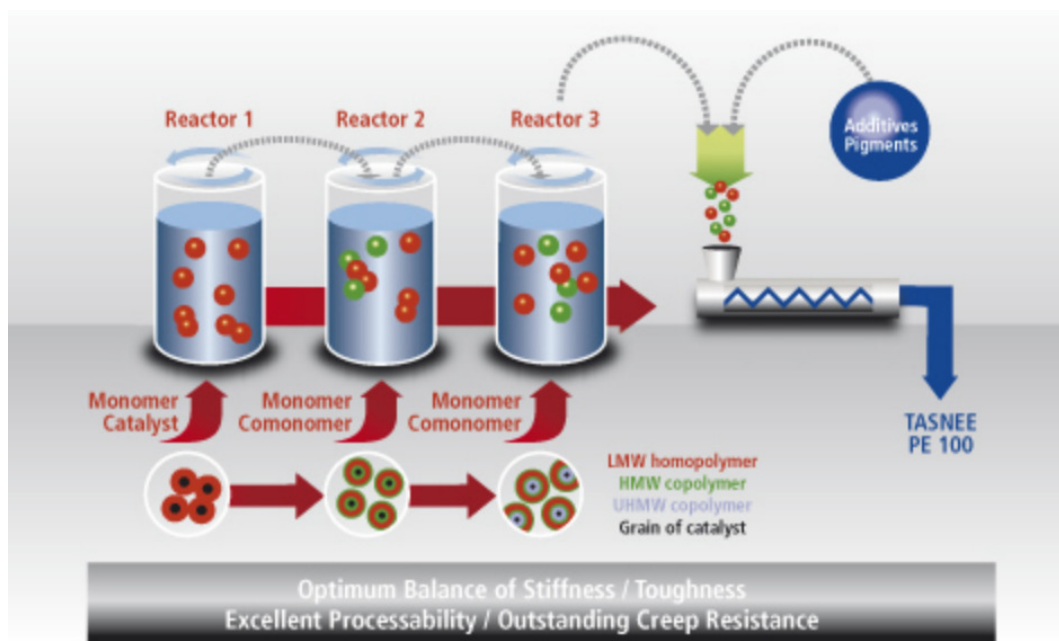 Reactor 1
Reactor 2
Reactor 3
Additives
Pigments
Monomer
Catalyst
Monomer
Comonomer
Monomer
Comonomer
TASNEE
PE 100
LMW homopolymer
HMW copolymer
UHMW copolymer
Grain of catalyst
Optimum Balance of Stiffness / Toughness
Excellent Processability / Outstanding Creep Resistance